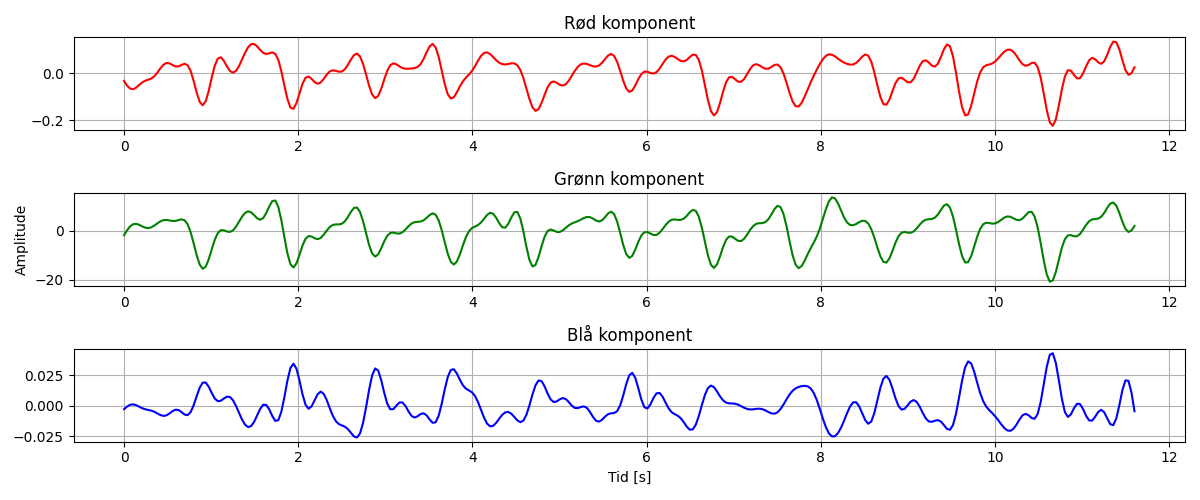 Rød komponent
0.0
−0.2
0 2 4 6 8 10 12
Grønn komponent
Amplitude
0
−20
0 2 4 6 8 10 12
Blå komponent
0.025
0.000
−0.025
0 2 4 6 8 10 12
Tid [s]